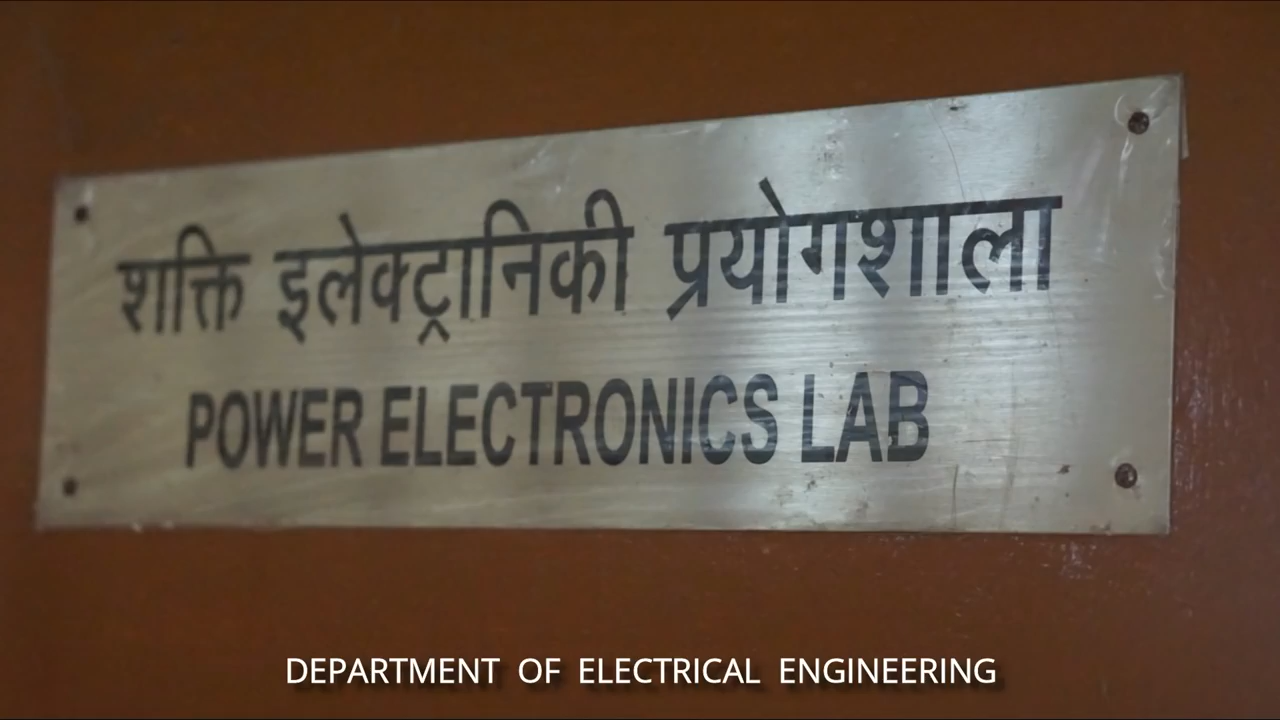 शक्ति इलेक्ट्रानिकी प्रयोगशाला
POWER ELECTRONICS LAB
DEPARTMENT OF ELECTRICAL ENGINEERING